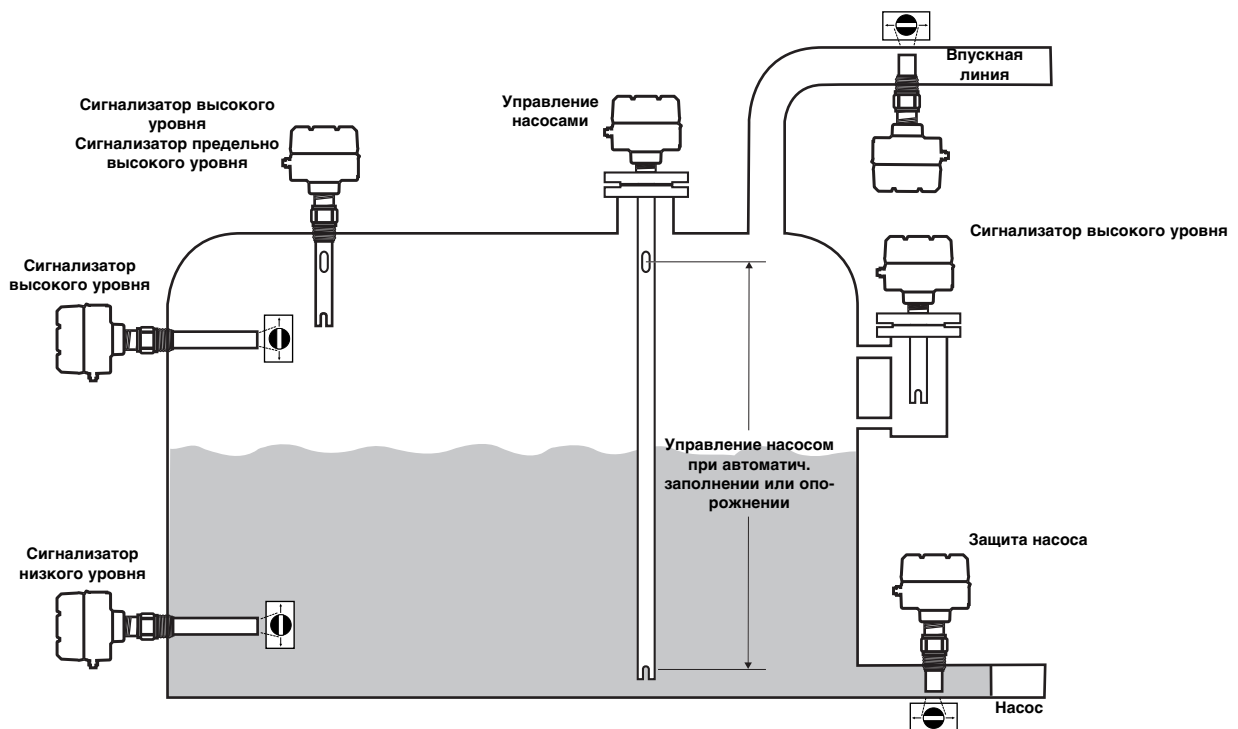 Впускная
линия
Сигнализатор высокого
уровня
Сигнализатор предельно
высокого уровня
Управление
насосами
Сигнализатор высокого уровня
Сигнализатор
высокого уровня
Управление насосом
при автоматич.
заполнении или опо-
рожнении
Сигнализатор
низкого уровня
Защита насоса
Насос